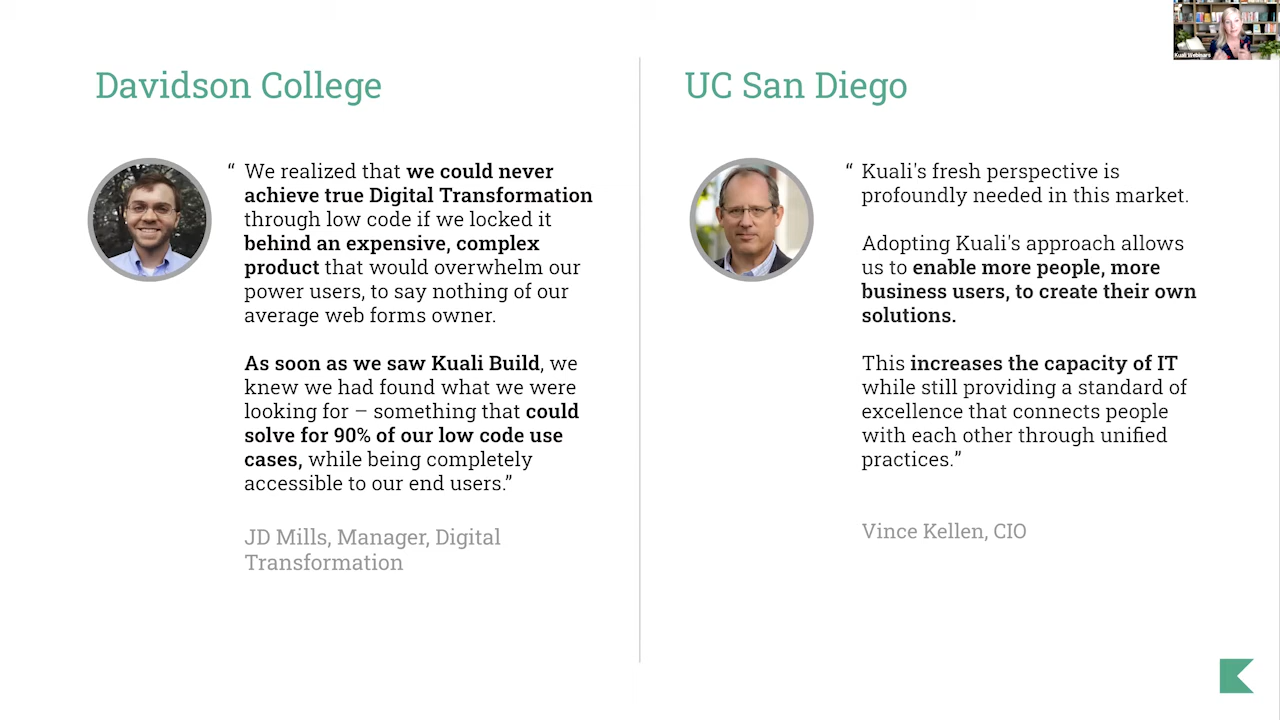 Kuali Webinars
Davidson College
“ We realized that we could never
achieve true Digital Transformation
through low code if we locked it
behind an expensive, complex
product that would overwhelm our
power users, to say nothing of our
average web forms owner.
As soon as we saw Kuali Build, we
knew we had found what we were
looking for – something that could
solve for 90% of our low code use
cases, while being completely
accessible to our end users.”
JD Mills, Manager, Digital
Transformation
UC San Diego
“ Kuali's fresh perspective is
profoundly needed in this market.
Adopting Kuali's approach allows
us to enable more people, more
business users, to create their own
solutions.
This increases the capacity of IT
while still providing a standard of
excellence that connects people
with each other through unified
practices.”
Vince Kellen, CIO